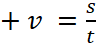 + v = s/t